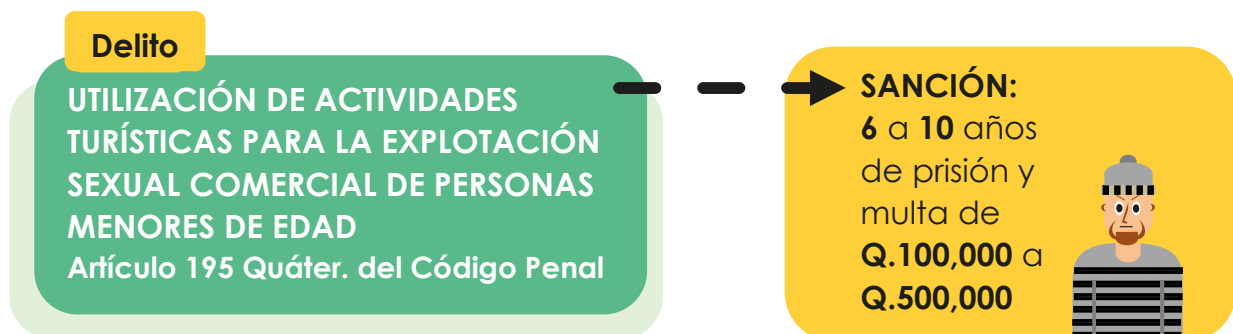 Delito
UTILIZACIÓN DE ACTIVIDADES
TURÍSTICAS PARA LA EXPLOTACIÓN
SEXUAL COMERCIAL DE PERSONAS
MENORES DE EDAD
Artículo 195 Quáter. del Código Penal
SANCIÓN:
6 a 10 años
de prisión y
multa de
Q.100,000 a
Q.500,000